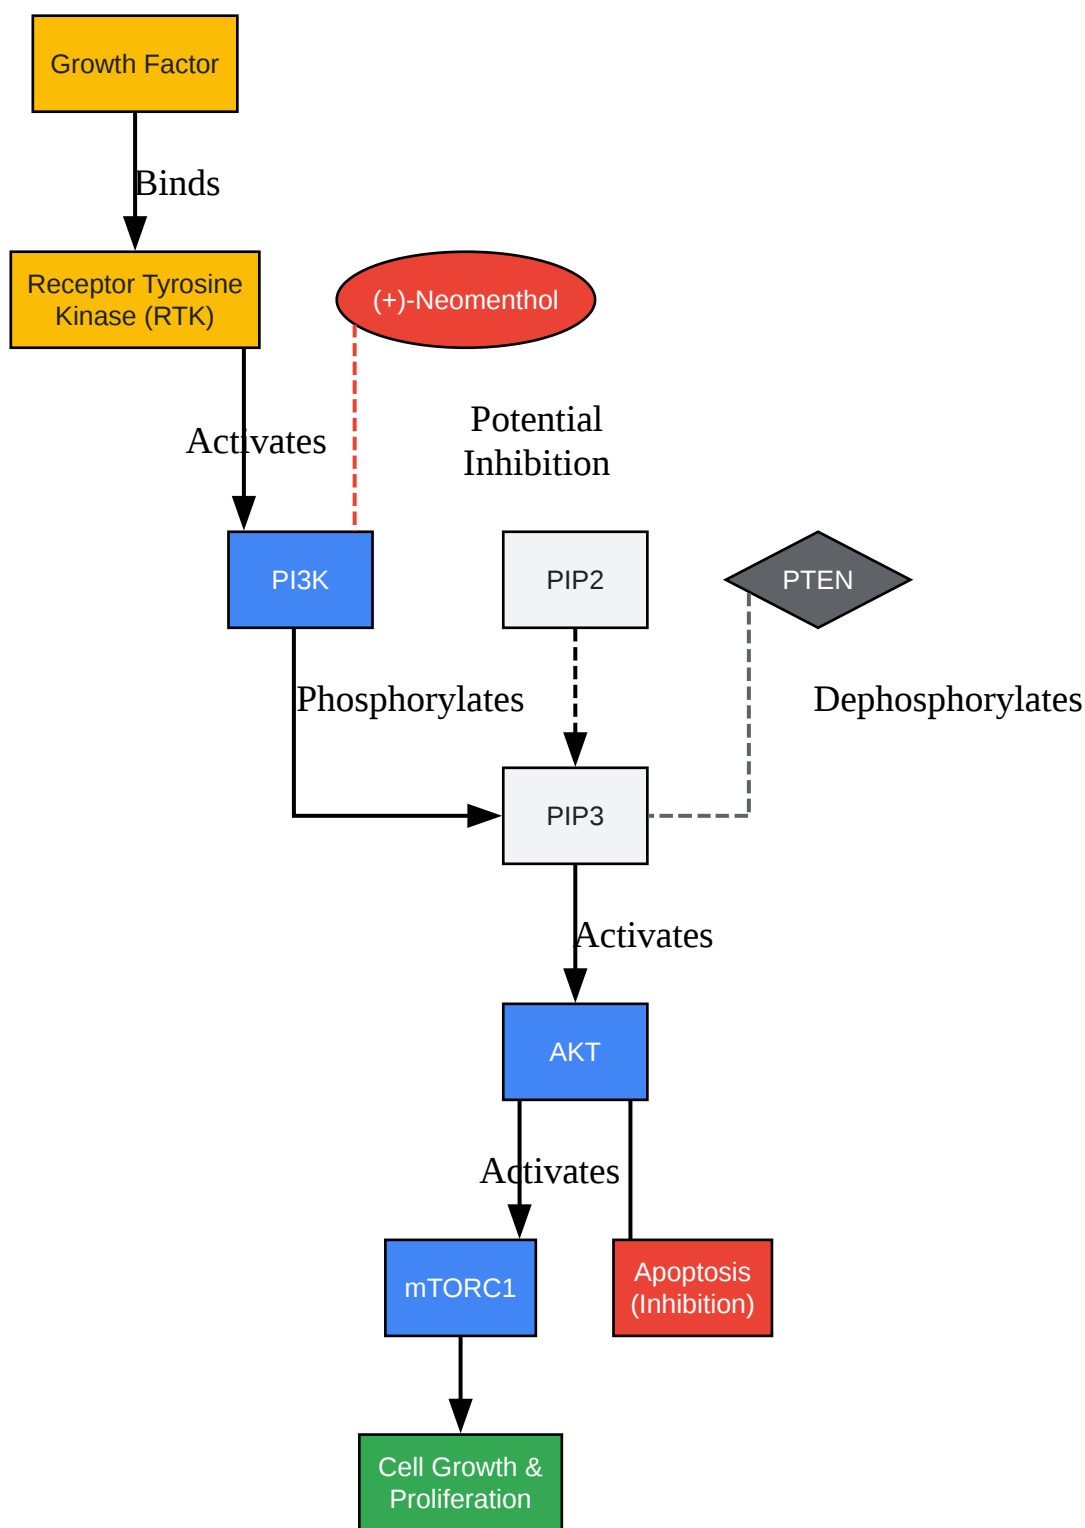 Growth Factor
Binds
Receptor Tyrosine
Kinase (RTK)
(+)-Neomenthol
Activates
Potential
Inhibition
PI3K
PIP2
PTEN
Phosphorylates
Dephosphorylates
PIP3
Activates
AKT
Activates
mTORC1
Apoptosis
(Inhibition)
Cell Growth &
Proliferation